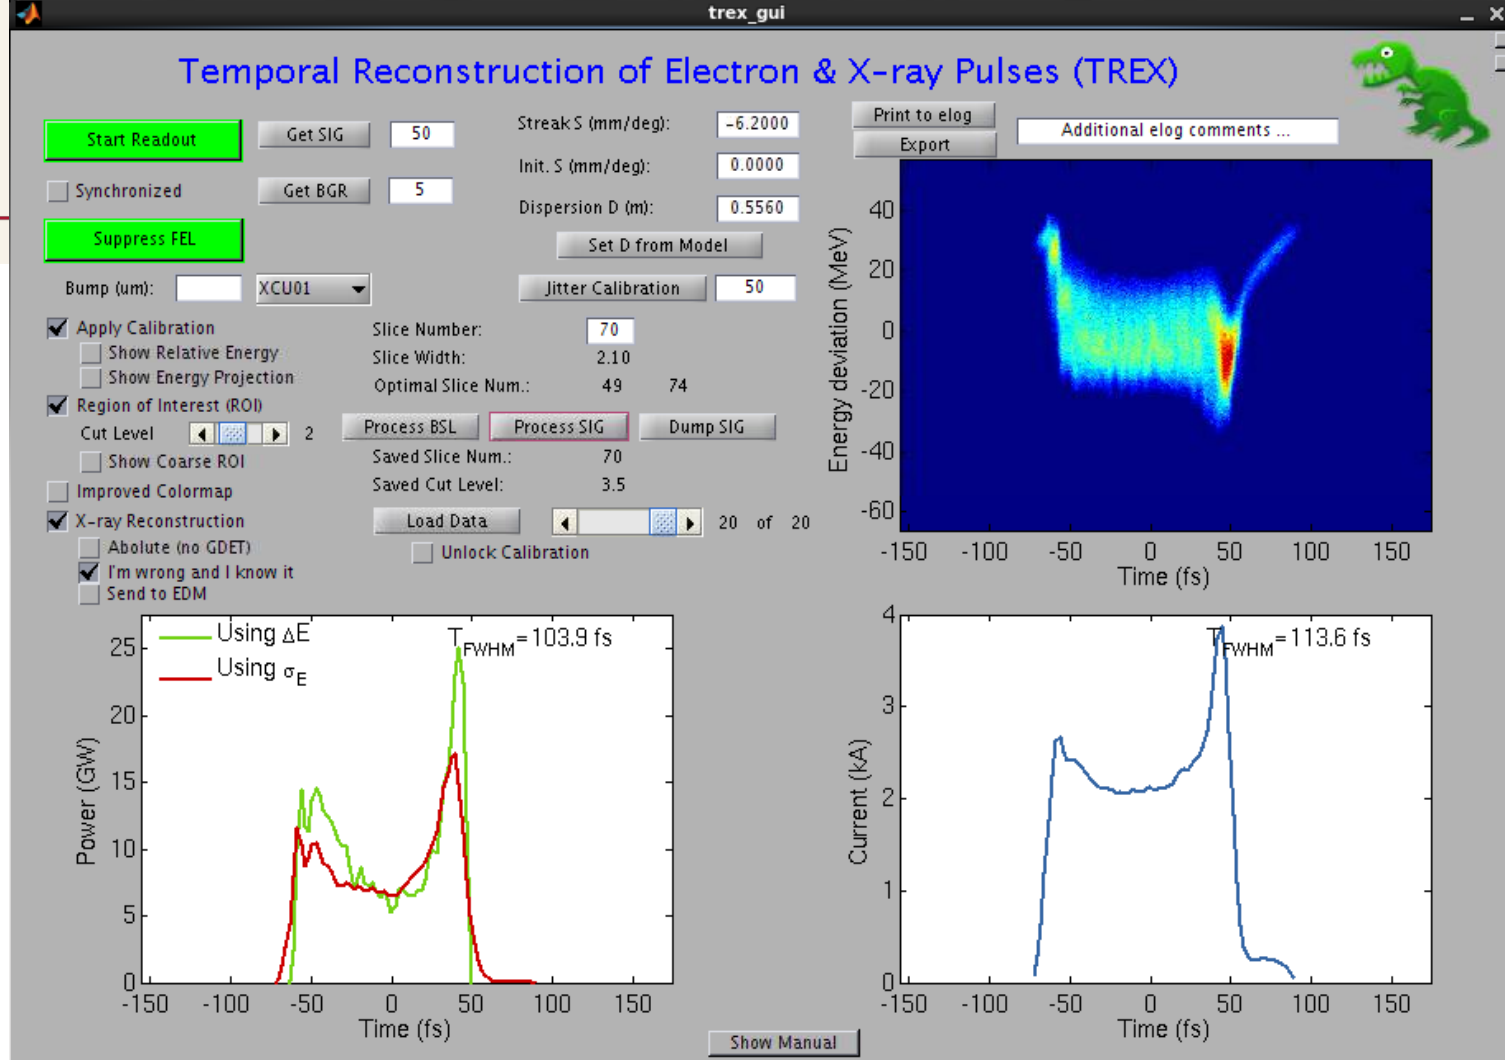 trex_gui
Temporal Reconstruction of Electron & X-ray Pulses (TREX)
Start Readout
Get SIG
50
Streak S (mm/deg):
-6.2000
Print to elog
Additional elog comments ...
Export
Init. S (mm/deg):
0.0000
Synchronized
Get BGR
5
Dispersion D (m):
0.5560
Suppress FEL
Set D from Model
Bump (um):
XCU01
Jitter Calibration
50
Apply Calibration
Slice Number:
70
Show Relative Energy
Slice Width:
2.10
Show Energy Projection
Optimal Slice Num.:
49 74
Region of Interest (ROI)
Cut Level
2
Process BSL
Process SIG
Dump SIG
Show Coarse ROI
Saved Slice Num.:
70
Improved Colormap
Saved Cut Level:
3.5
X-ray Reconstruction
Load Data
20 of 20
Abolute (no GDET)
Unlock Calibration
I'm wrong and I know it
Send to EDM
Energy deviation (MeV)
40
20
0
-20
-40
-60
-150 -100 -50 0 50 100 150
Time (fs)
Using ΔE
Using σE
TFWHM=103.9 fs
Power (GW)
25
20
15
10
5
0
-150 -100 -50 0 50 100 150
Time (fs)
TFWHM=113.6 fs
Current (kA)
4
3
2
1
0
-150 -100 -50 0 50 100 150
Time (fs)
Show Manual